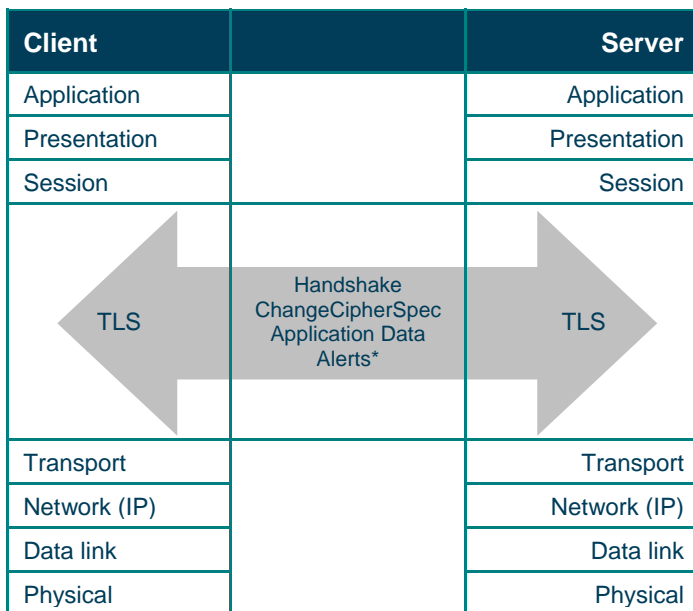 Client Server
Application Application
Presentation Presentation
Session Session
Handshake
ChangeCipherSpec
TLS Application Data TLS
Alerts*
Transport Transport
Network (IP) Network (IP)
Data link Data link
Physical Physical